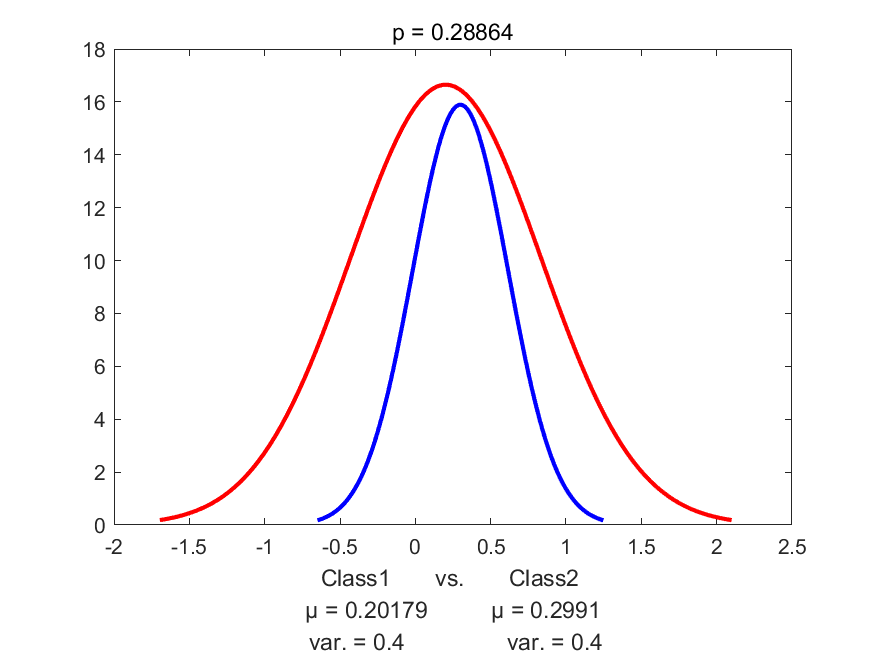 p = 0.28864
18
16
14
12
10
8
6
4
2
0
-2 -1.5 -1 -0.5 0 0.5 1 1.5 2 2.5
Class1 vs. Class2
μ = 0.20179 μ = 0.2991
var. = 0.4 var. = 0.4